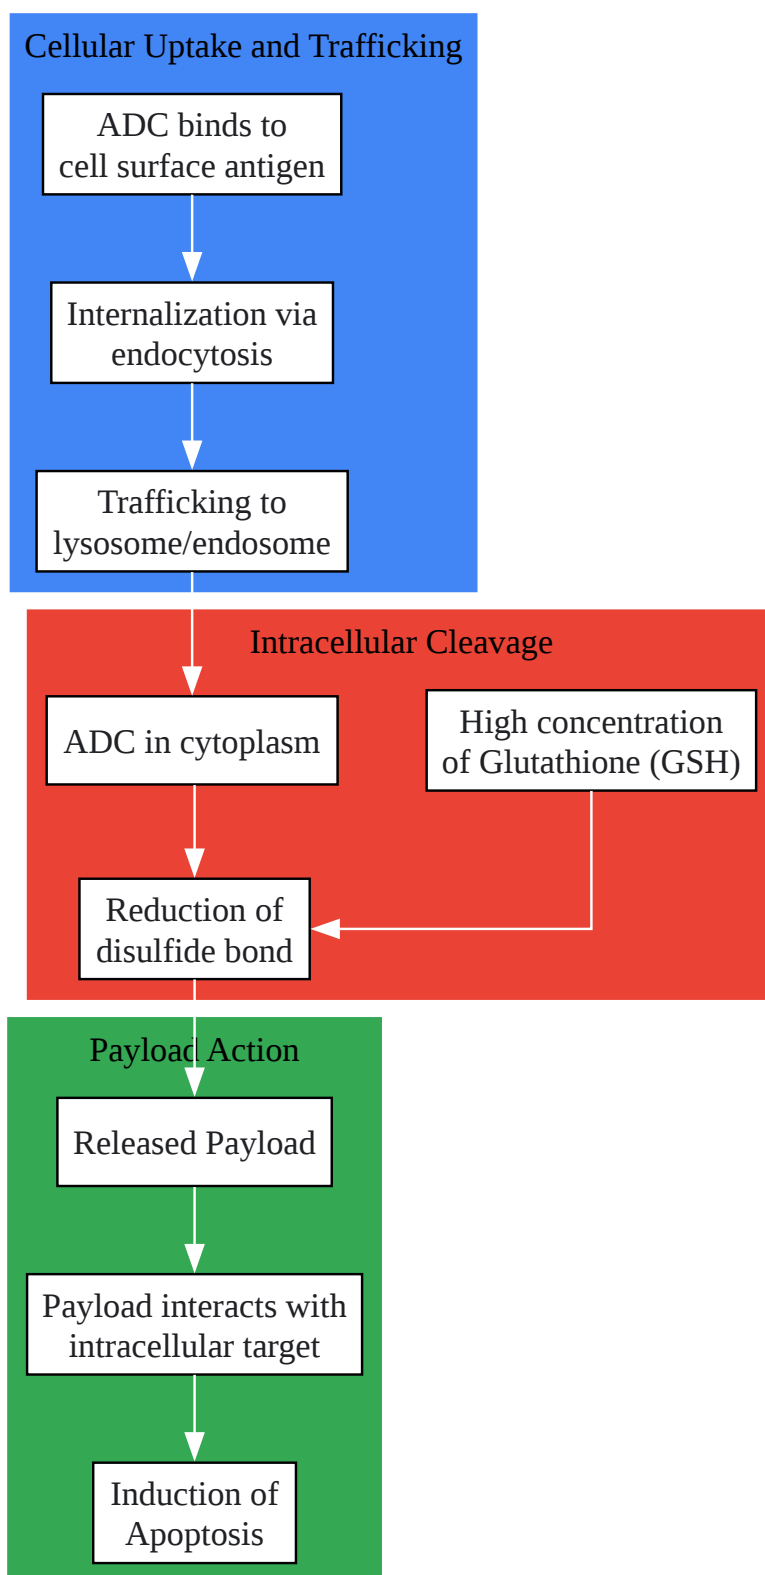 Cellular Uptake and Trafficking
ADC binds to
cell surface antigen
Internalization via
endocytosis
Trafficking to
lysosome/endosome
Intracellular Cleavage
ADC in cytoplasm
High concentration
of Glutathione (GSH)
Reduction of
disulfide bond
Payload Action
Released Payload
Payload interacts with
intracellular target
Induction of
Apoptosis